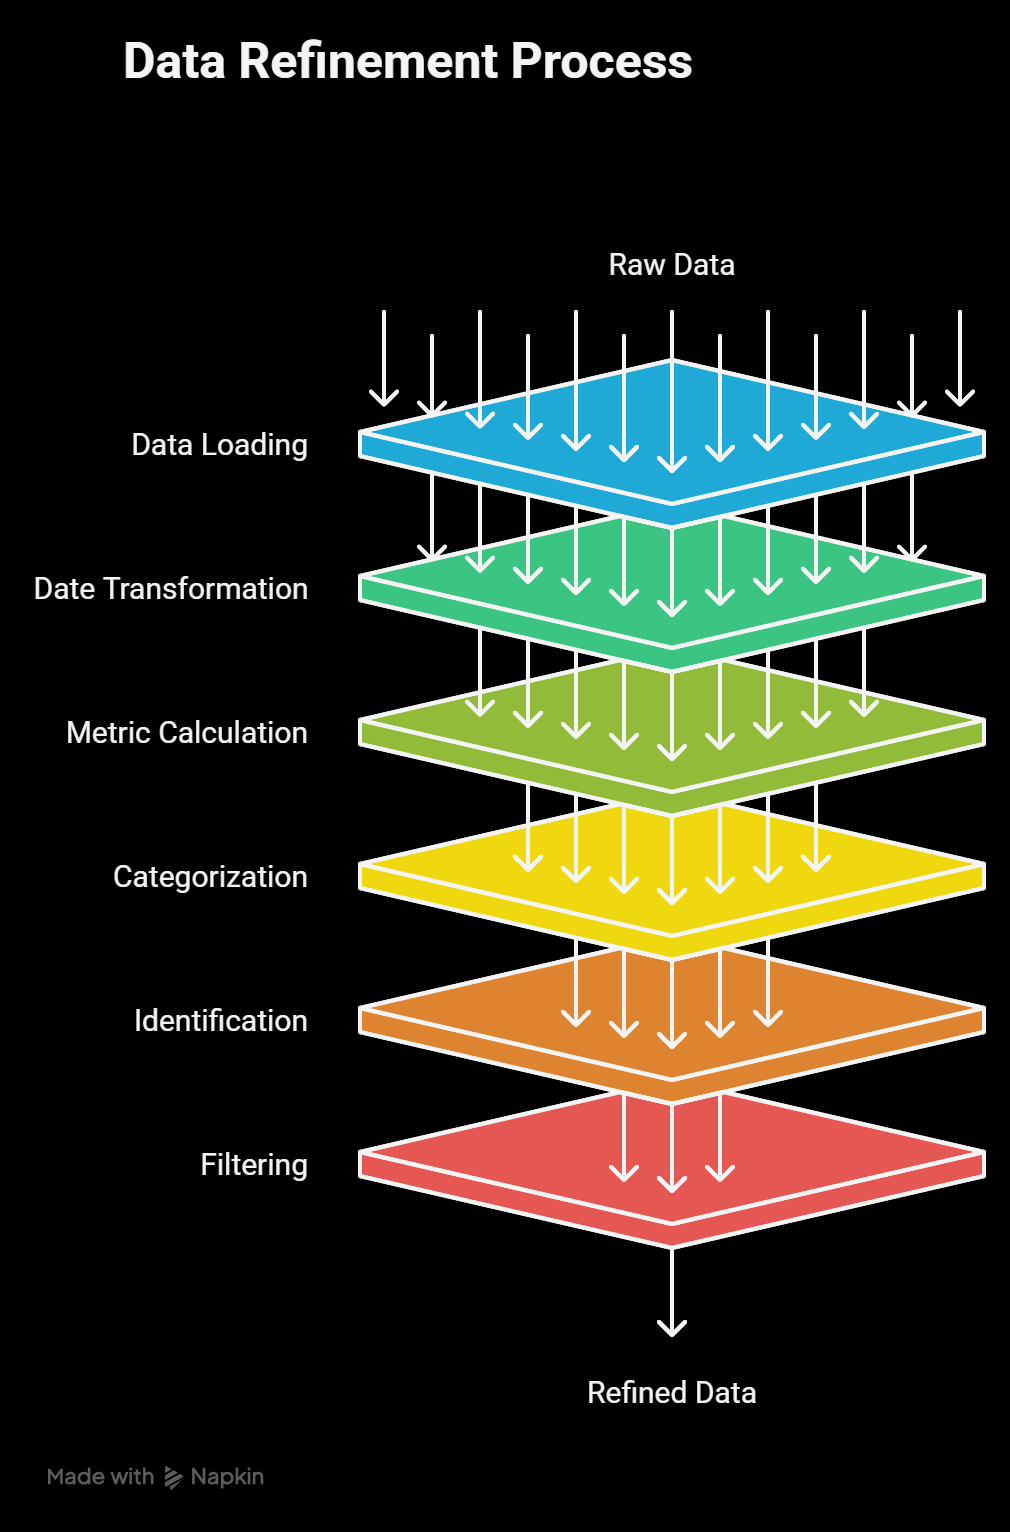 Data Refinement Process
Raw Data
Data Loading
Date Transformation
Metric Calculation
Categorization
Identification
Filtering
Refined Data
Made with Napkin